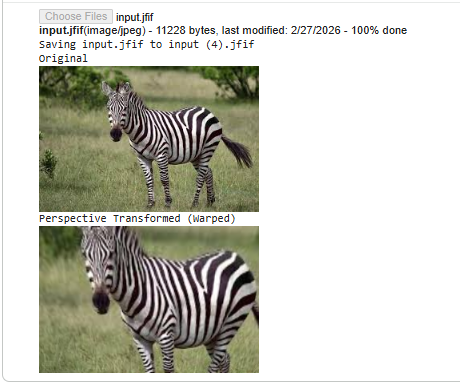 Choose Files input.jfif
input.jfif(image/jpeg) - 11228 bytes, last modified: 2/27/2026 - 100% done
Saving input.jfif to input (4).jfif
Original
Perspective Transformed (Warped)